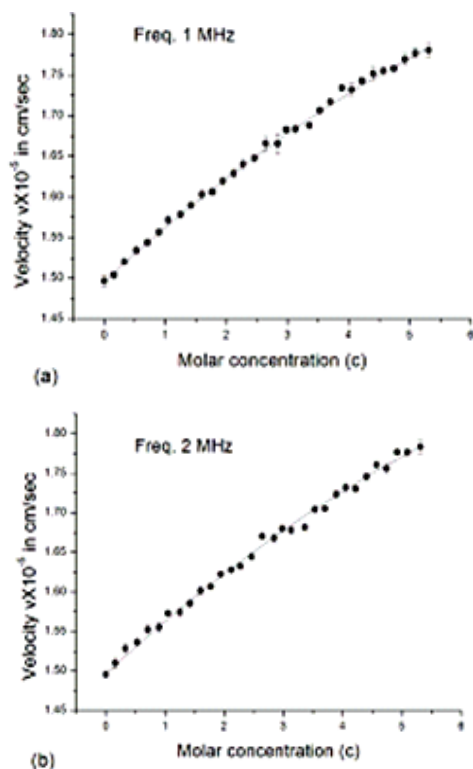 Freq. 1 MHz
Velocity vX10⁻⁵ in cm/sec
1.80
1.75
1.70
1.65
1.60
1.55
1.50
1.45
0 1 2 3 4 5 6
Molar concentration (c)
(a)
Freq. 2 MHz
Velocity vX10⁻⁵ in cm/sec
1.80
1.75
1.70
1.65
1.60
1.55
1.50
1.45
0 1 2 3 4 5 6
Molar concentration (c)
(b)